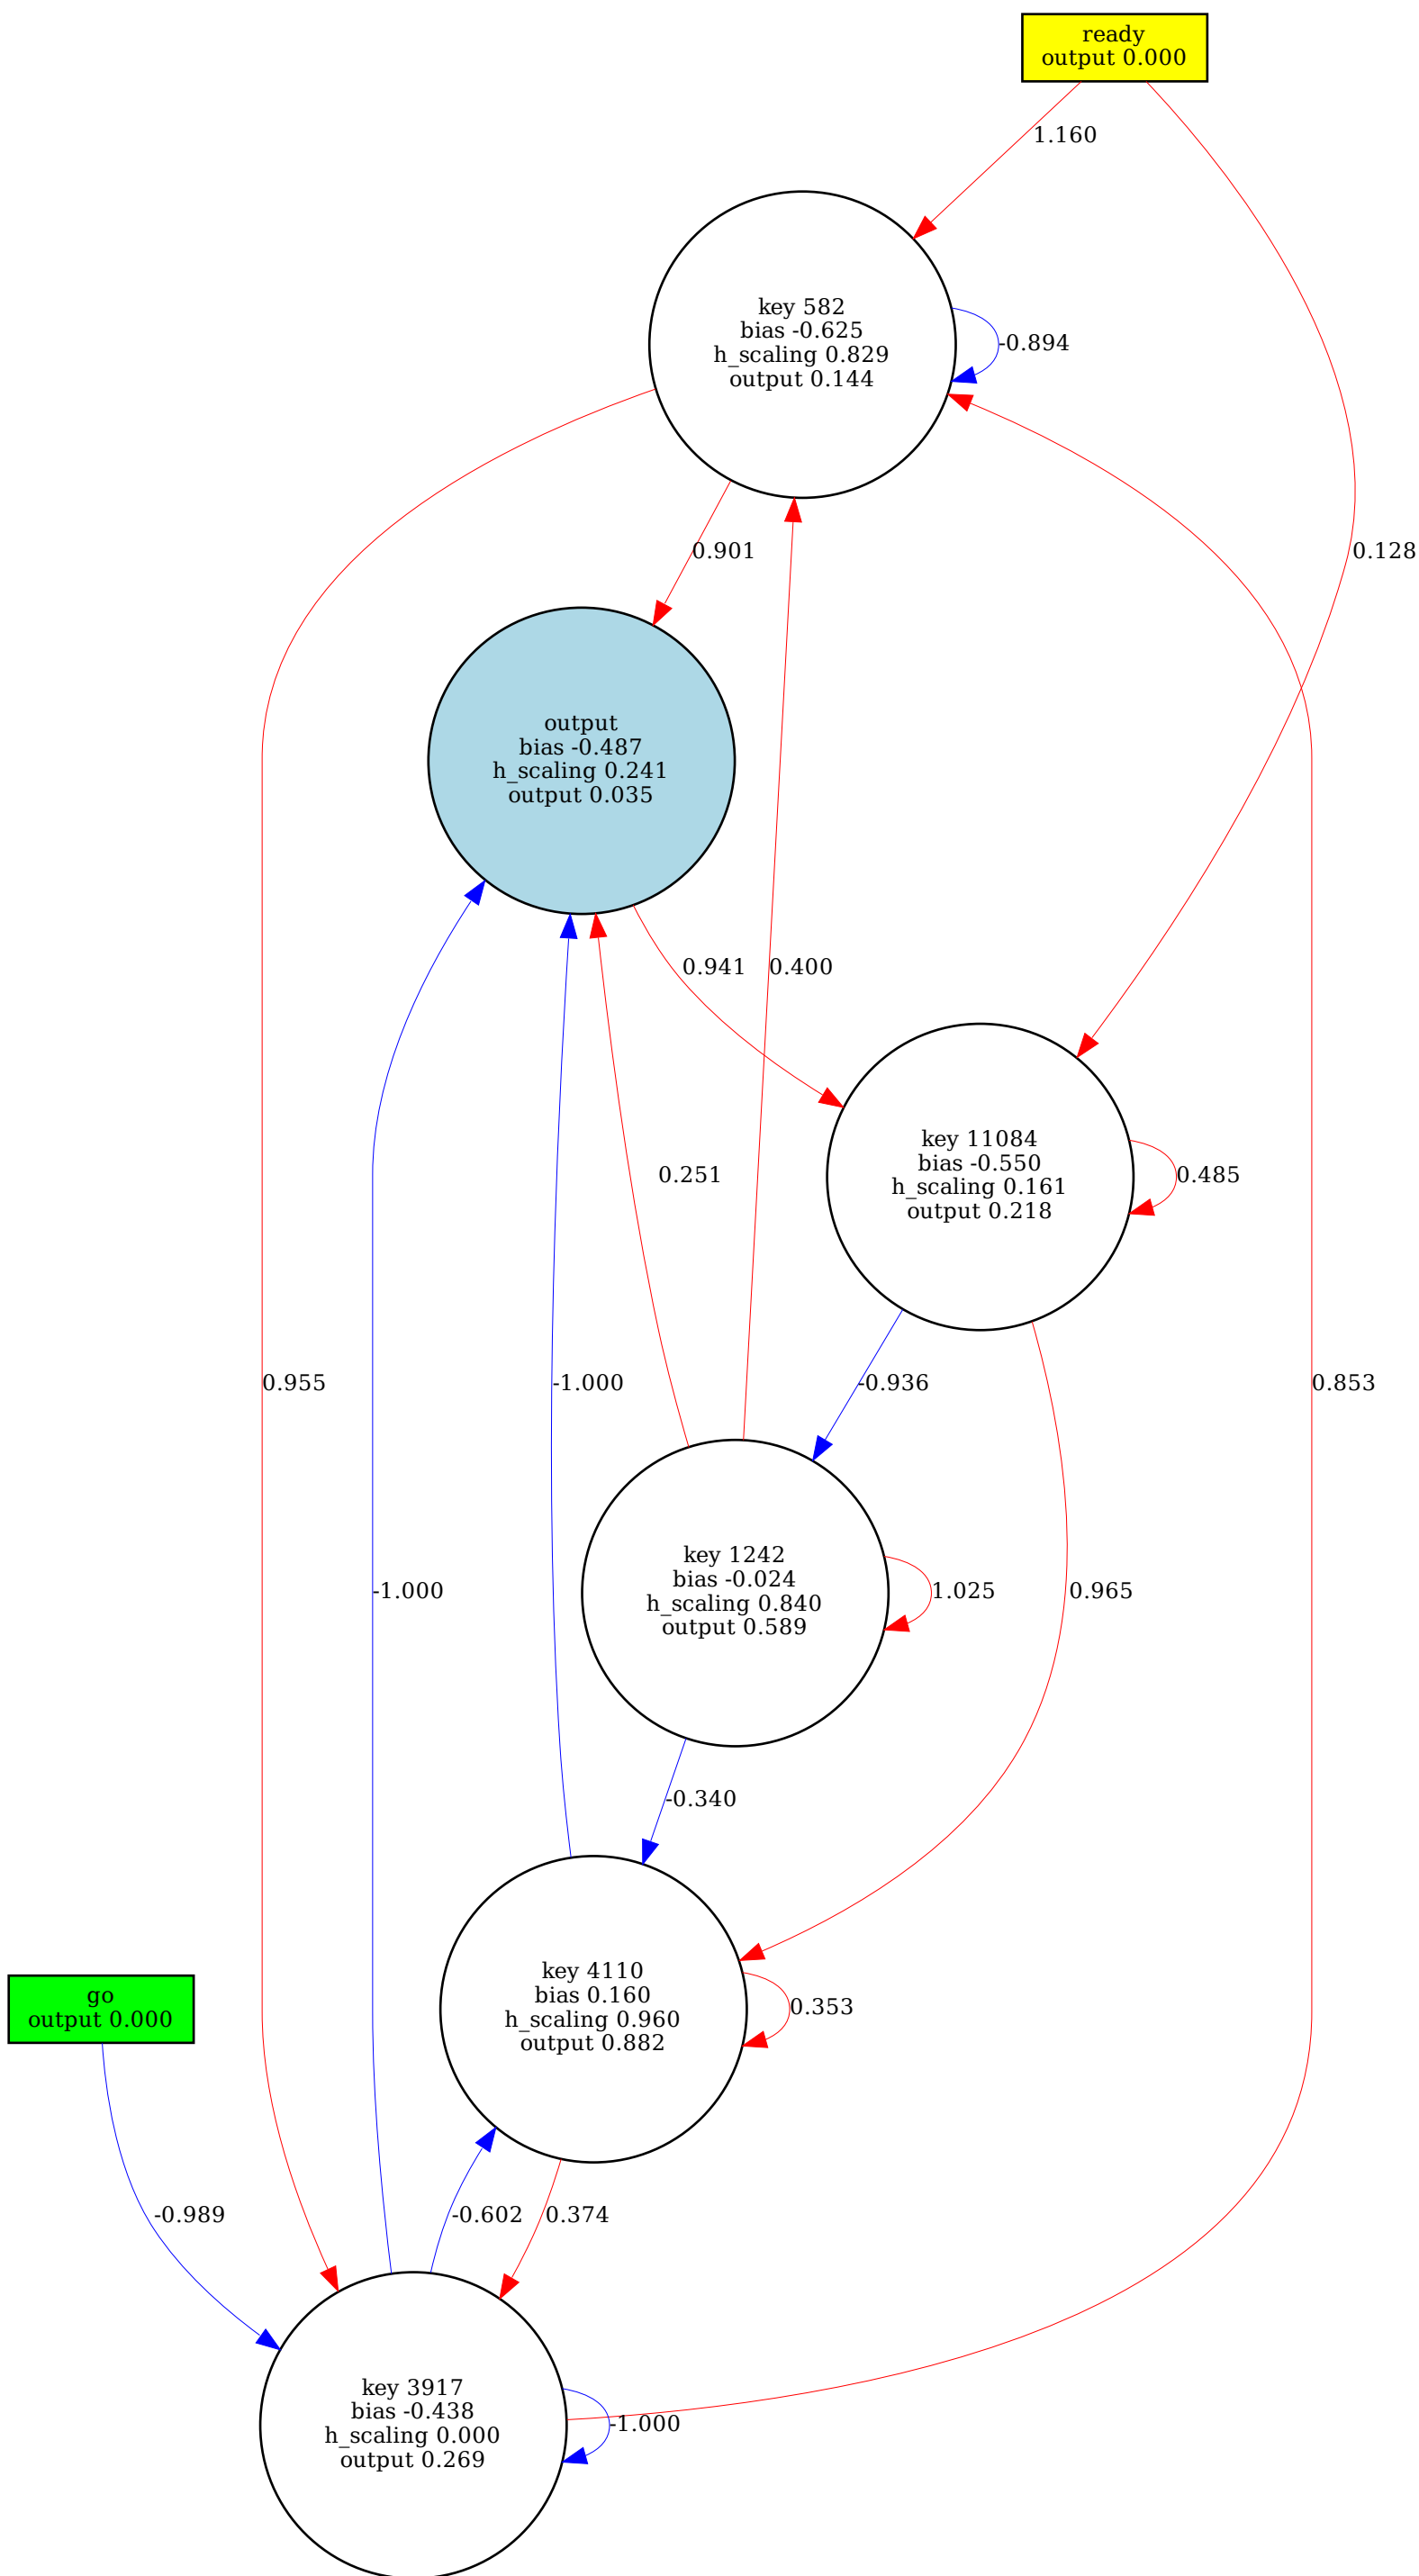 ready
output 0.000
1.160
key 582
bias -0.625
h_scaling 0.829
output 0.144
-0.894
0.901
0.128
output
bias -0.487
h_scaling 0.241
output 0.035
0.941
0.400
key 11084
bias -0.550
h_scaling 0.161
output 0.218
0.251
0.485
0.955
-1.000
-0.936
0.853
key 1242
bias -0.024
h_scaling 0.840
output 0.589
-1.000
1.025
0.965
-0.340
key 4110
bias 0.160
h_scaling 0.960
output 0.882
go
output 0.000
0.353
-0.989
-0.602
0.374
key 3917
bias -0.438
h_scaling 0.000
output 0.269
-1.000